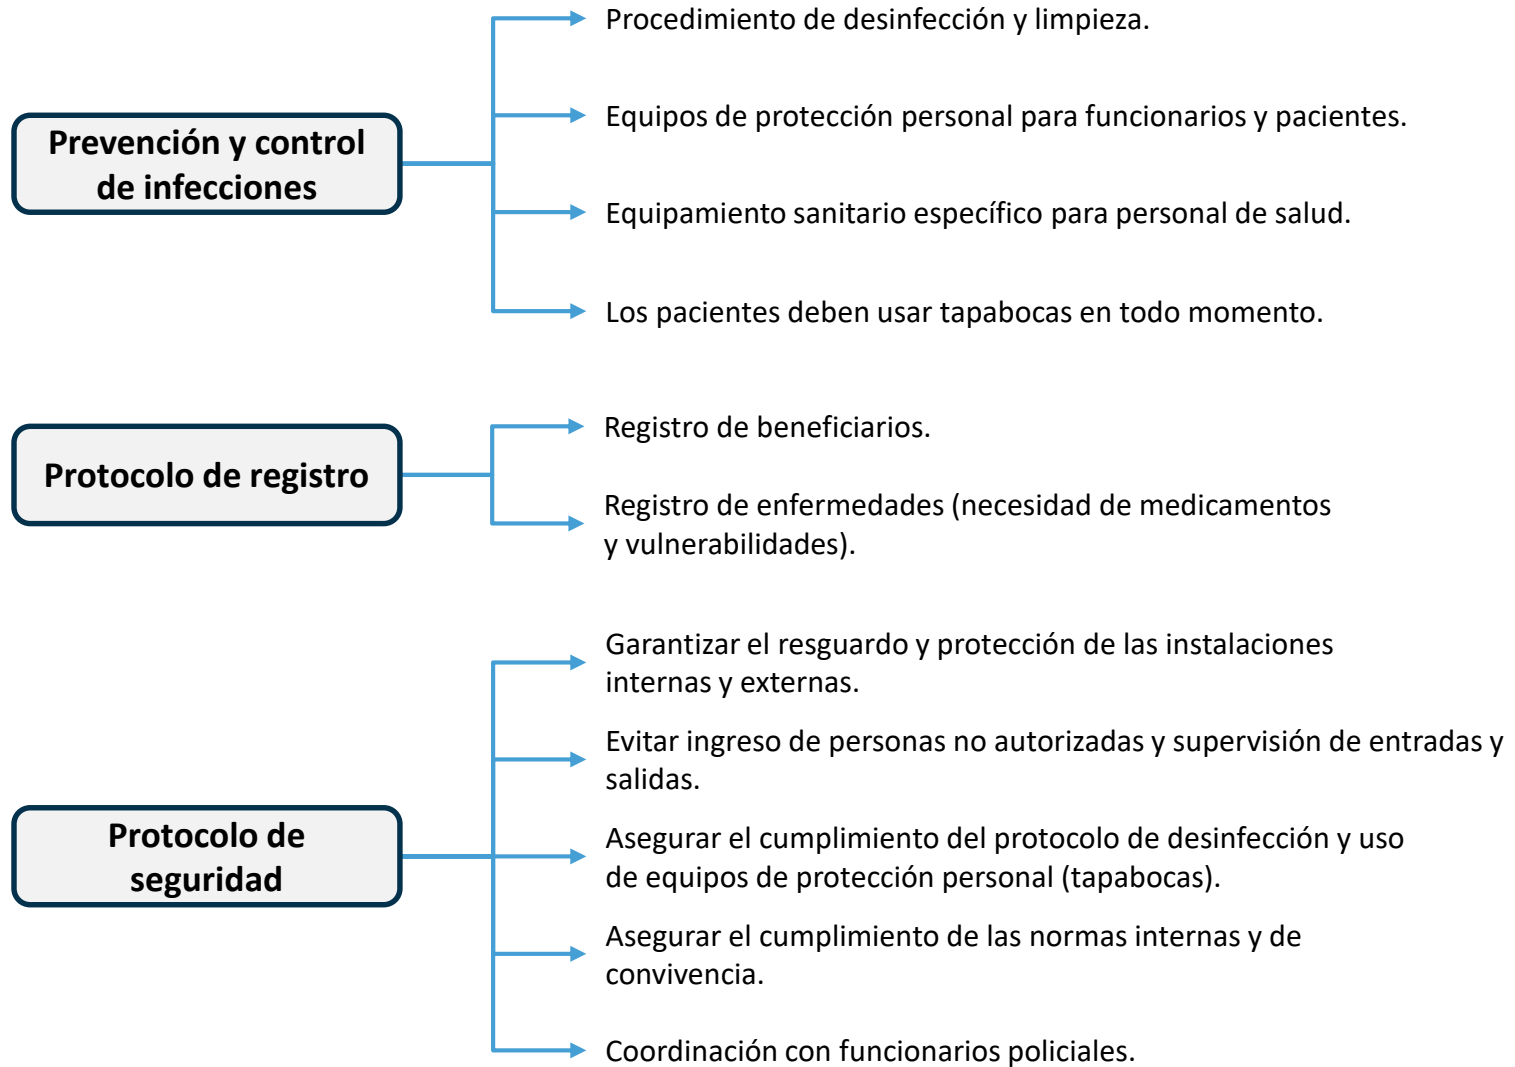 Prevención y control
de infecciones
Procedimiento de desinfección y limpieza.
Equipos de protección personal para funcionarios y pacientes.
Equipamiento sanitario específico para personal de salud.
Los pacientes deben usar tapabocas en todo momento.
Protocolo de registro
Registro de beneficiarios.
Registro de enfermedades (necesidad de medicamentos
y vulnerabilidades).
Protocolo de
seguridad
Garantizar el resguardo y protección de las instalaciones
internas y externas.
Evitar ingreso de personas no autorizadas y supervisión de entradas y
salidas.
Asegurar el cumplimiento del protocolo de desinfección y uso
de equipos de protección personal (tapabocas).
Asegurar el cumplimiento de las normas internas y de
convivencia.
Coordinación con funcionarios policiales.